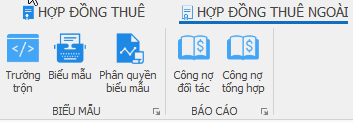 HỢP ĐỒNG THUÊ HỢP ĐỒNG THUÊ NGOÀI
Trường trộn
Biểu mẫu
Phân quyền biểu mẫu
Công nợ đối tác
Công nợ tổng hợp
BIỂU MẪU
BÁO CÁO